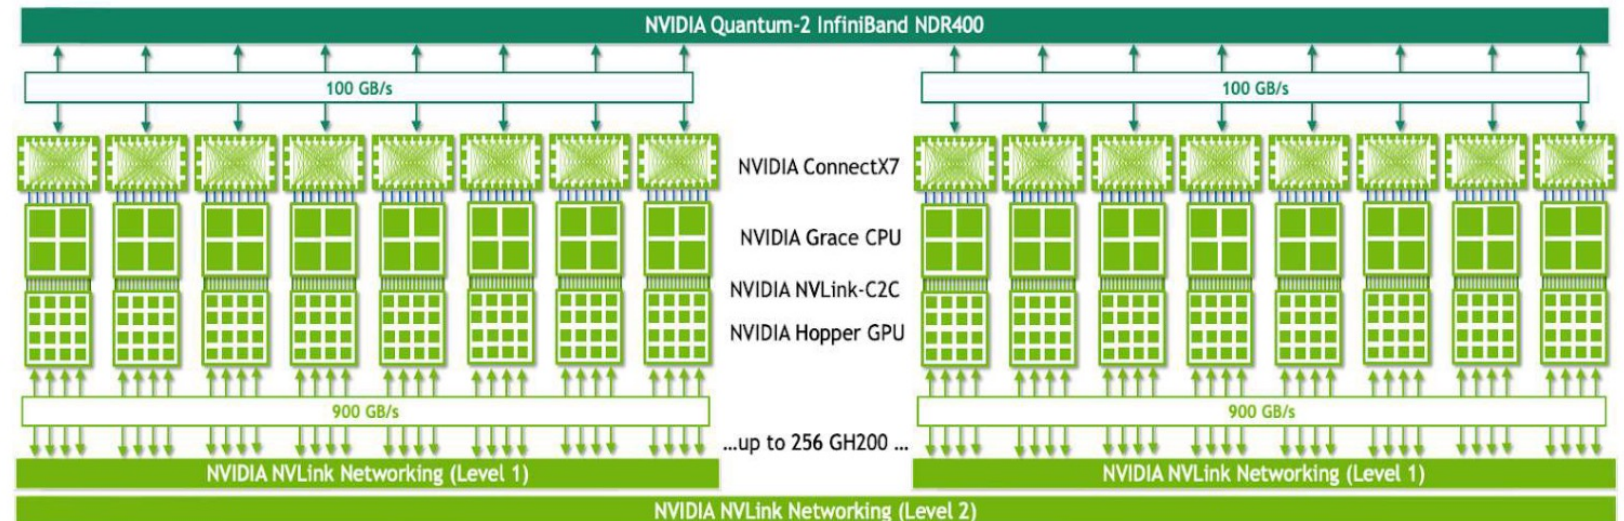 NVIDIA Quantum-2 InfiniBand NDR400
100 GB/s
100 GB/s
NVIDIA ConnectX7
NVIDIA Grace CPU
NVIDIA NVLink-C2C
NVIDIA Hopper GPU
900 GB/s
900 GB/s
...up to 256 GH200 ...
NVIDIA NVLink Networking (Level 1)
NVIDIA NVLink Networking (Level 1)
NVIDIA NVLink Networking (Level 2)